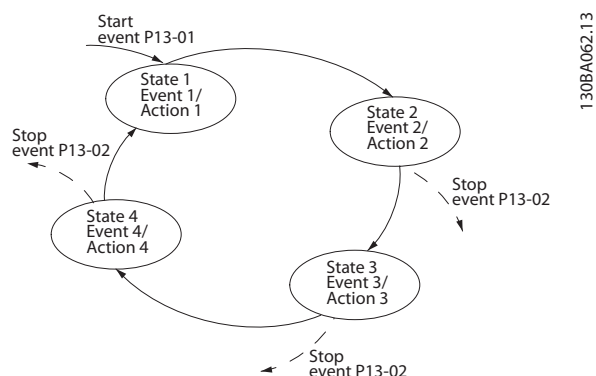 Start
event P13-01
130BA062.13
State 1
Event 1/
Action 1
State 2
Event 2/
Action 2
Stop
event P13-02
Stop
event P13-02
State 4
Event 4/
Action 4
State 3
Event 3/
Action 3
Stop
event P13-02